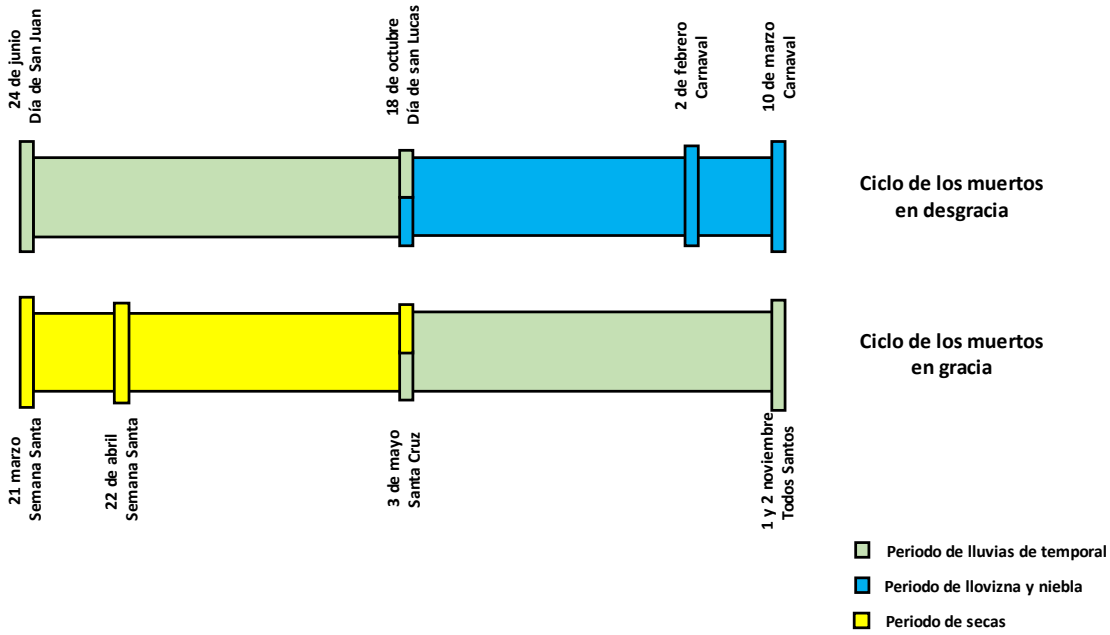 24 de junio
Día de San Juan
18 de octubre
Día de san Lucas
2 de febrero
Carnaval
10 de marzo
Carnaval
Ciclo de los muertos
en desgracia
Ciclo de los muertos
en gracia
21 marzo
Semana Santa
22 de abril
Semana Santa
3 de mayo
Santa Cruz
1 y 2 noviembre
Todos Santos
Periodo de lluvias de temporal
Periodo de llovizna y niebla
Periodo de secas